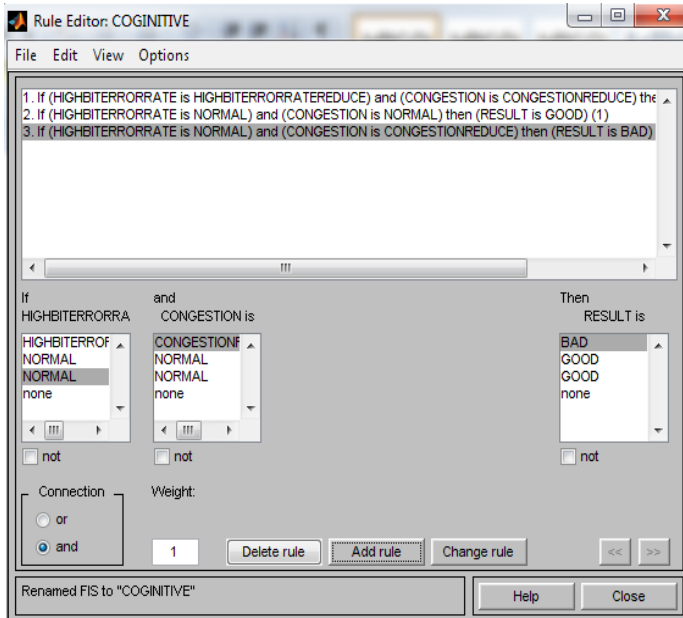 Rule Editor: COGINITIVE
File Edit View Options
1. If (HIGHBITERRORRATE is HIGHBITERRORRATEREDUCE) and (CONGESTION is CONGESTIONREDUCE) the
2. If (HIGHBITERRORRATE is NORMAL) and (CONGESTION is NORMAL) then (RESULT is GOOD) (1)
3. If (HIGHBITERRORRATE is NORMAL) and (CONGESTION is CONGESTIONREDUCE) then (RESULT is BAD)
If and Then
HIGHBITERRORRA CONGESTION is RESULT is
HIGHBITERROF CONGESTIONF BAD
NORMAL NORMAL GOOD
NORMAL NORMAL GOOD
none none none
not not not
Connection Weight:
or
and 1 Delete rule Add rule Change rule << >>
Renamed FIS to "COGINITIVE" Help Close